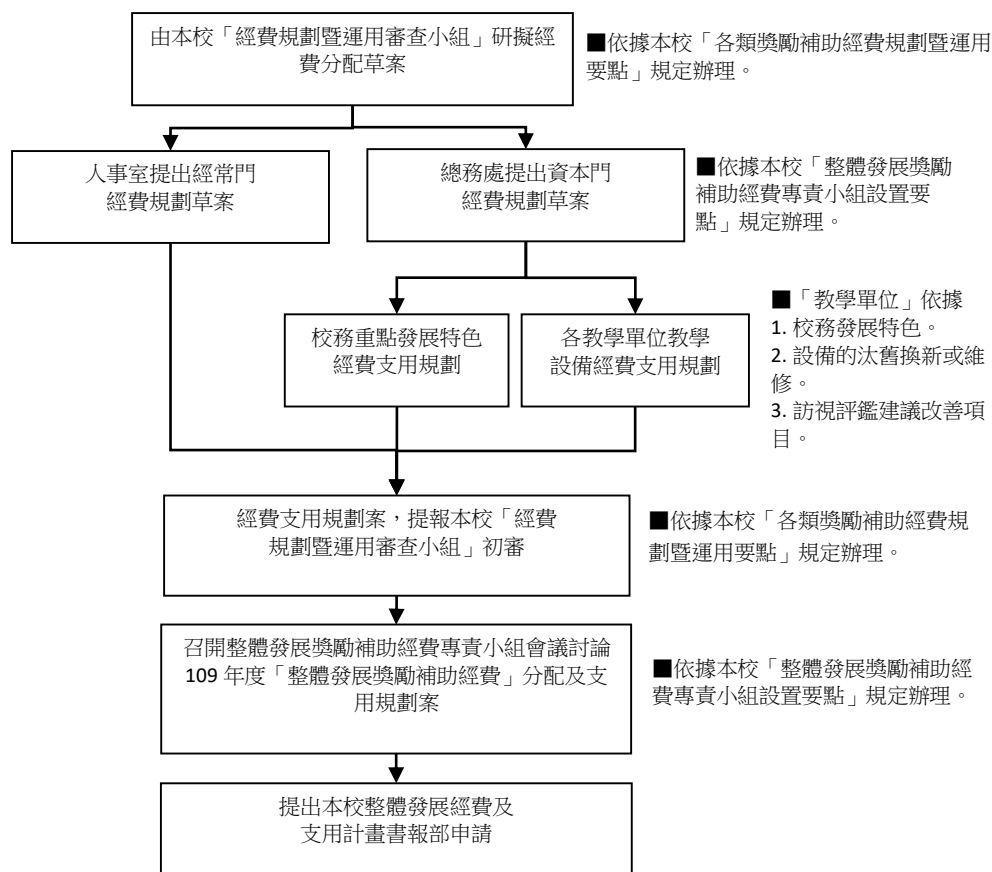 由本校「經費規劃暨運用審查小組」研擬經
費分配草案
■依據本校「各類獎勵補助經費規劃暨運用
要點」規定辦理。
人事室提出經常門
經費規劃草案
總務處提出資本門
經費規劃草案
■依據本校「整體發展獎勵
補助經費專責小組設置要
點」規定辦理。
校務重點發展特色
經費支用規劃
各教學單位教學
設備經費支用規劃
■「教學單位」依據
1. 校務發展特色。
2. 設備的汰舊換新或維
修。
3. 訪視評鑑建議改善項
目。
經費支用規劃案，提報本校「經費
規劃暨運用審查小組」初審
■依據本校「各類獎勵補助經費規
劃暨運用要點」規定辦理。
召開整體發展獎勵補助經費專責小組會議討論
109 年度「整體發展獎勵補助經費」分配及支
用規劃案
■依據本校「整體發展獎勵補助經
費專責小組設置要點」規定辦理。
提出本校整體發展經費及
支用計畫書報部申請